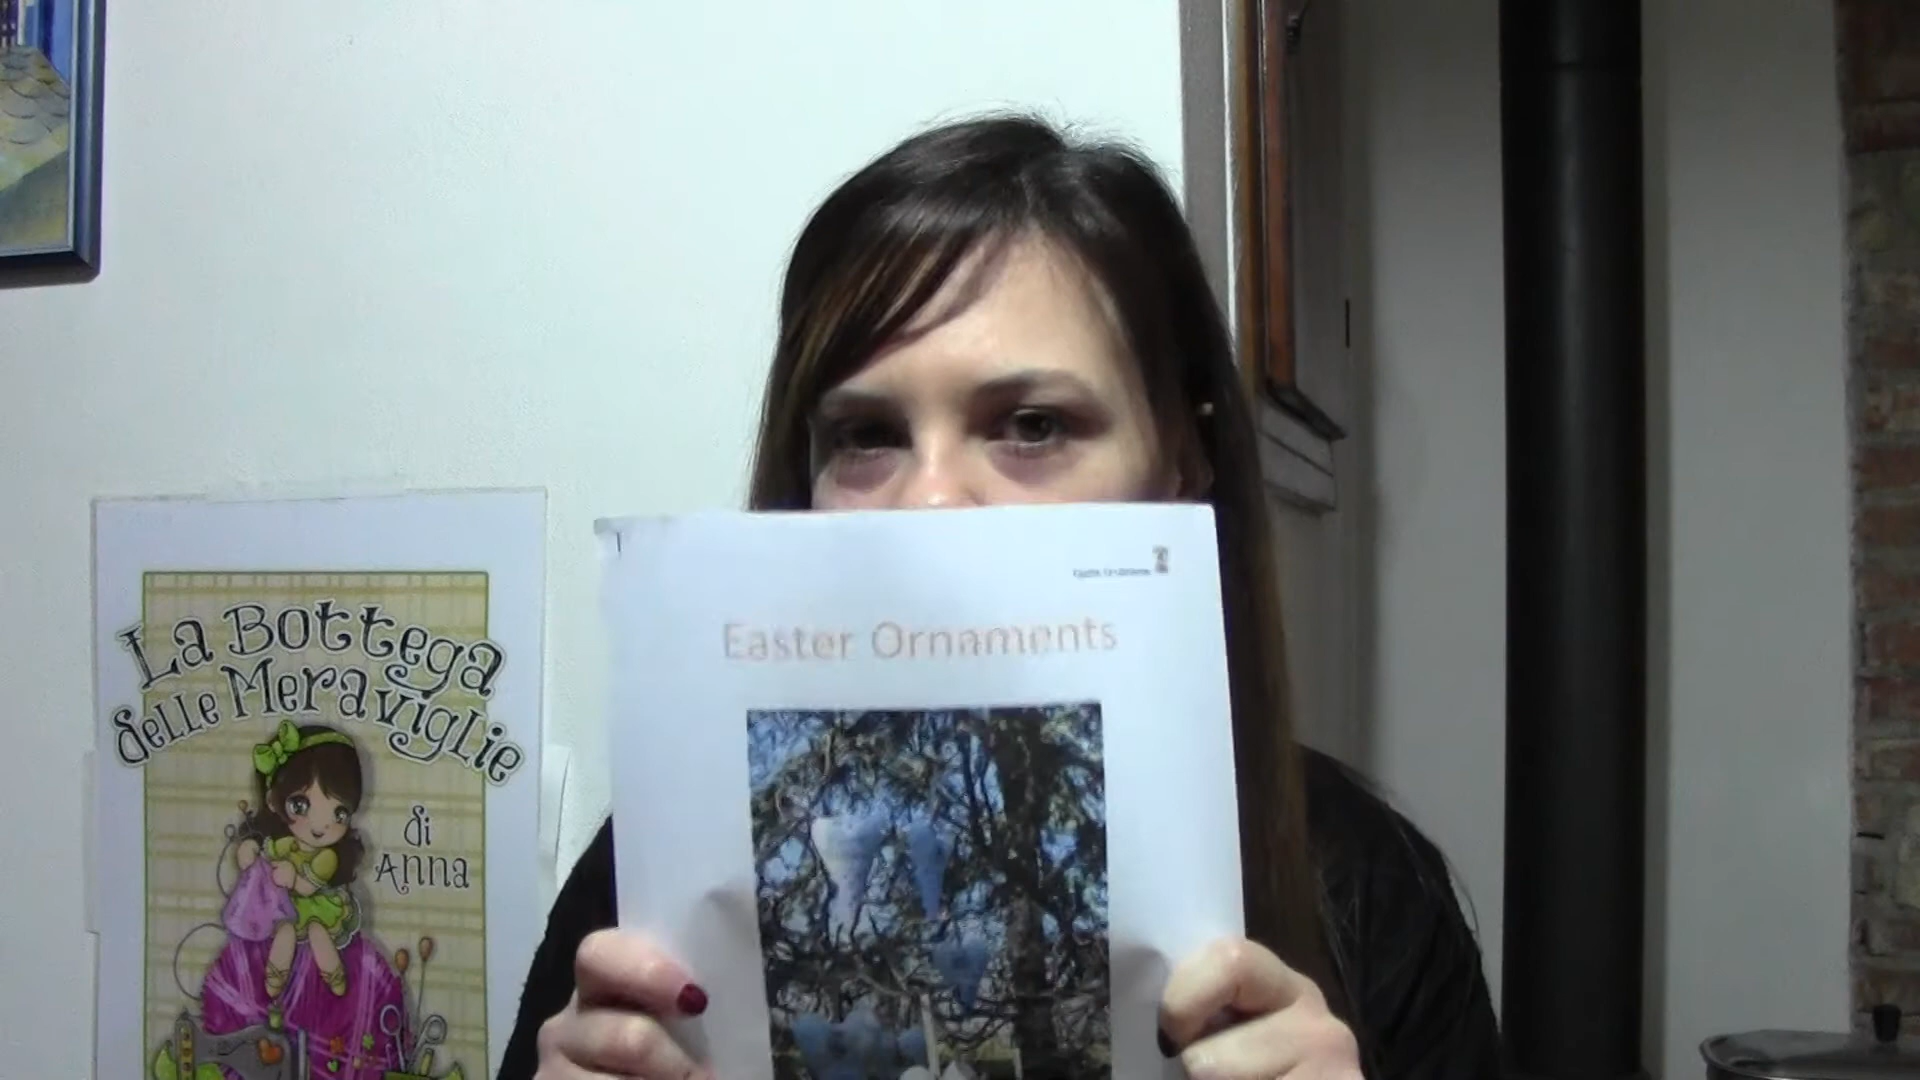 La Bottega
delle Meraviglie
di
Anna
Easter Ornaments